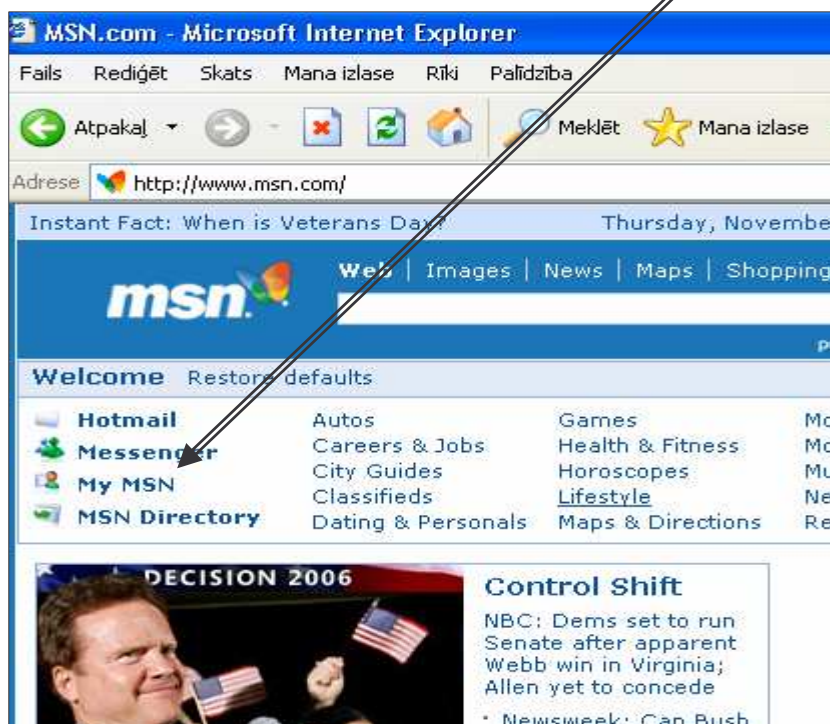 MSN.com - Microsoft Internet Explorer
Fails Rediģēt Skats Mana izlase Rīki Palīdzība
Atpakaļ Meklēt Mana izlase
Adrese http://www.msn.com/
Instant Fact: When is Veterans Day? Thursday, Novembe
msn
Web | Images | News | Maps | Shopping
Welcome Restore defaults
Hotmail Autos Games
Messenger Careers & Jobs Health & Fitness
My MSN City Guides Horoscopes
MSN Directory Classifieds Lifestyle
Dating & Personals Maps & Directions
DECISION 2006
Control Shift
NBC: Dems set to run
Senate after apparent
Webb win in Virginia;
Allen yet to concede
Newsweek: Can Bush